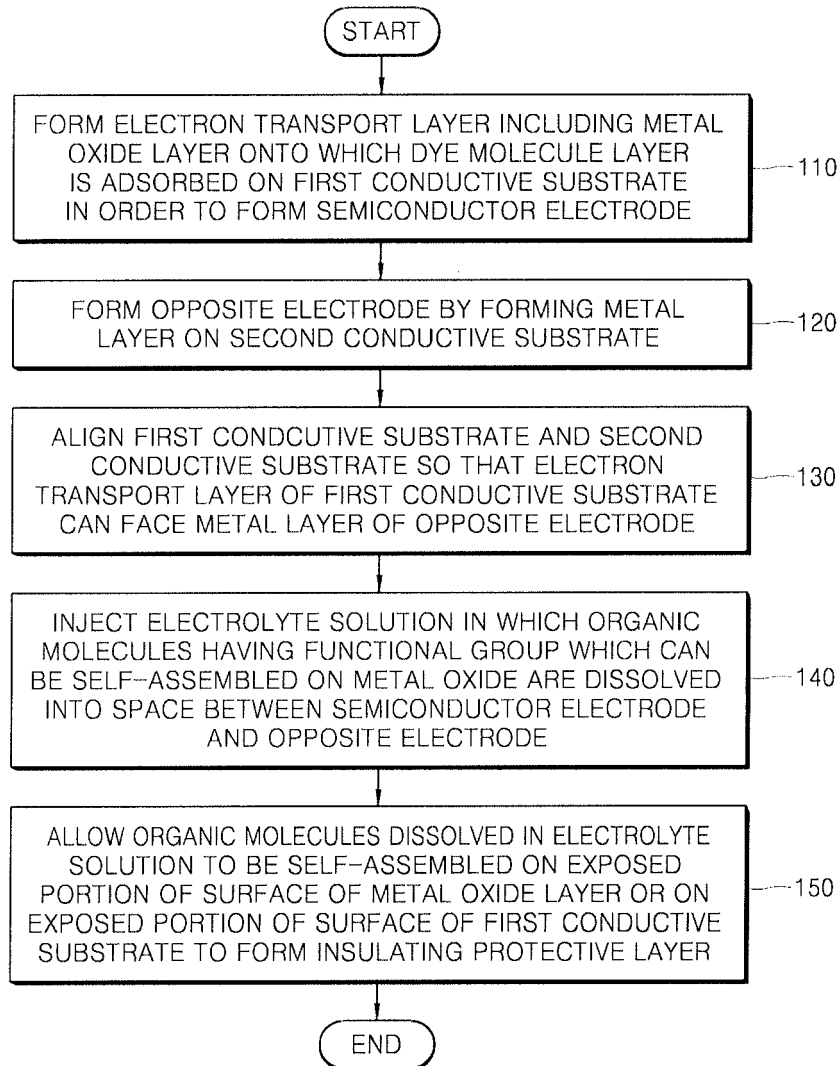 START
FORM ELECTRON TRANSPORT LAYER INCLUDING METAL
OXIDE LAYER ONTO WHICH DYE MOLECULE LAYER
IS ADSORBED ON FIRST CONDUCTIVE SUBSTRATE
IN ORDER TO FORM SEMICONDUCTOR ELECTRODE
110
FORM OPPOSITE ELECTRODE BY FORMING METAL
LAYER ON SECOND CONDUCTIVE SUBSTRATE
120
ALIGN FIRST CONDCUTIVE SUBSTRATE AND SECOND
CONDUCTIVE SUBSTRATE SO THAT ELECTRON
TRANSPORT LAYER OF FIRST CONDUCTIVE SUBSTRATE
CAN FACE METAL LAYER OF OPPOSITE ELECTRODE
130
INJECT ELECTROLYTE SOLUTION IN WHICH ORGANIC
MOLECULES HAVING FUNCTIONAL GROUP WHICH CAN
BE SELF-ASSEMBLED ON METAL OXIDE ARE DISSOLVED
INTO SPACE BETWEEN SEMICONDUCTOR ELECTRODE
AND OPPOSITE ELECTRODE
140
ALLOW ORGANIC MOLECULES DISSOLVED IN ELECTROLYTE
SOLUTION TO BE SELF-ASSEMBLED ON EXPOSED
PORTION OF SURFACE OF METAL OXIDE LAYER OR ON
EXPOSED PORTION OF SURFACE OF FIRST CONDUCTIVE
SUBSTRATE TO FORM INSULATING PROTECTIVE LAYER
150
END